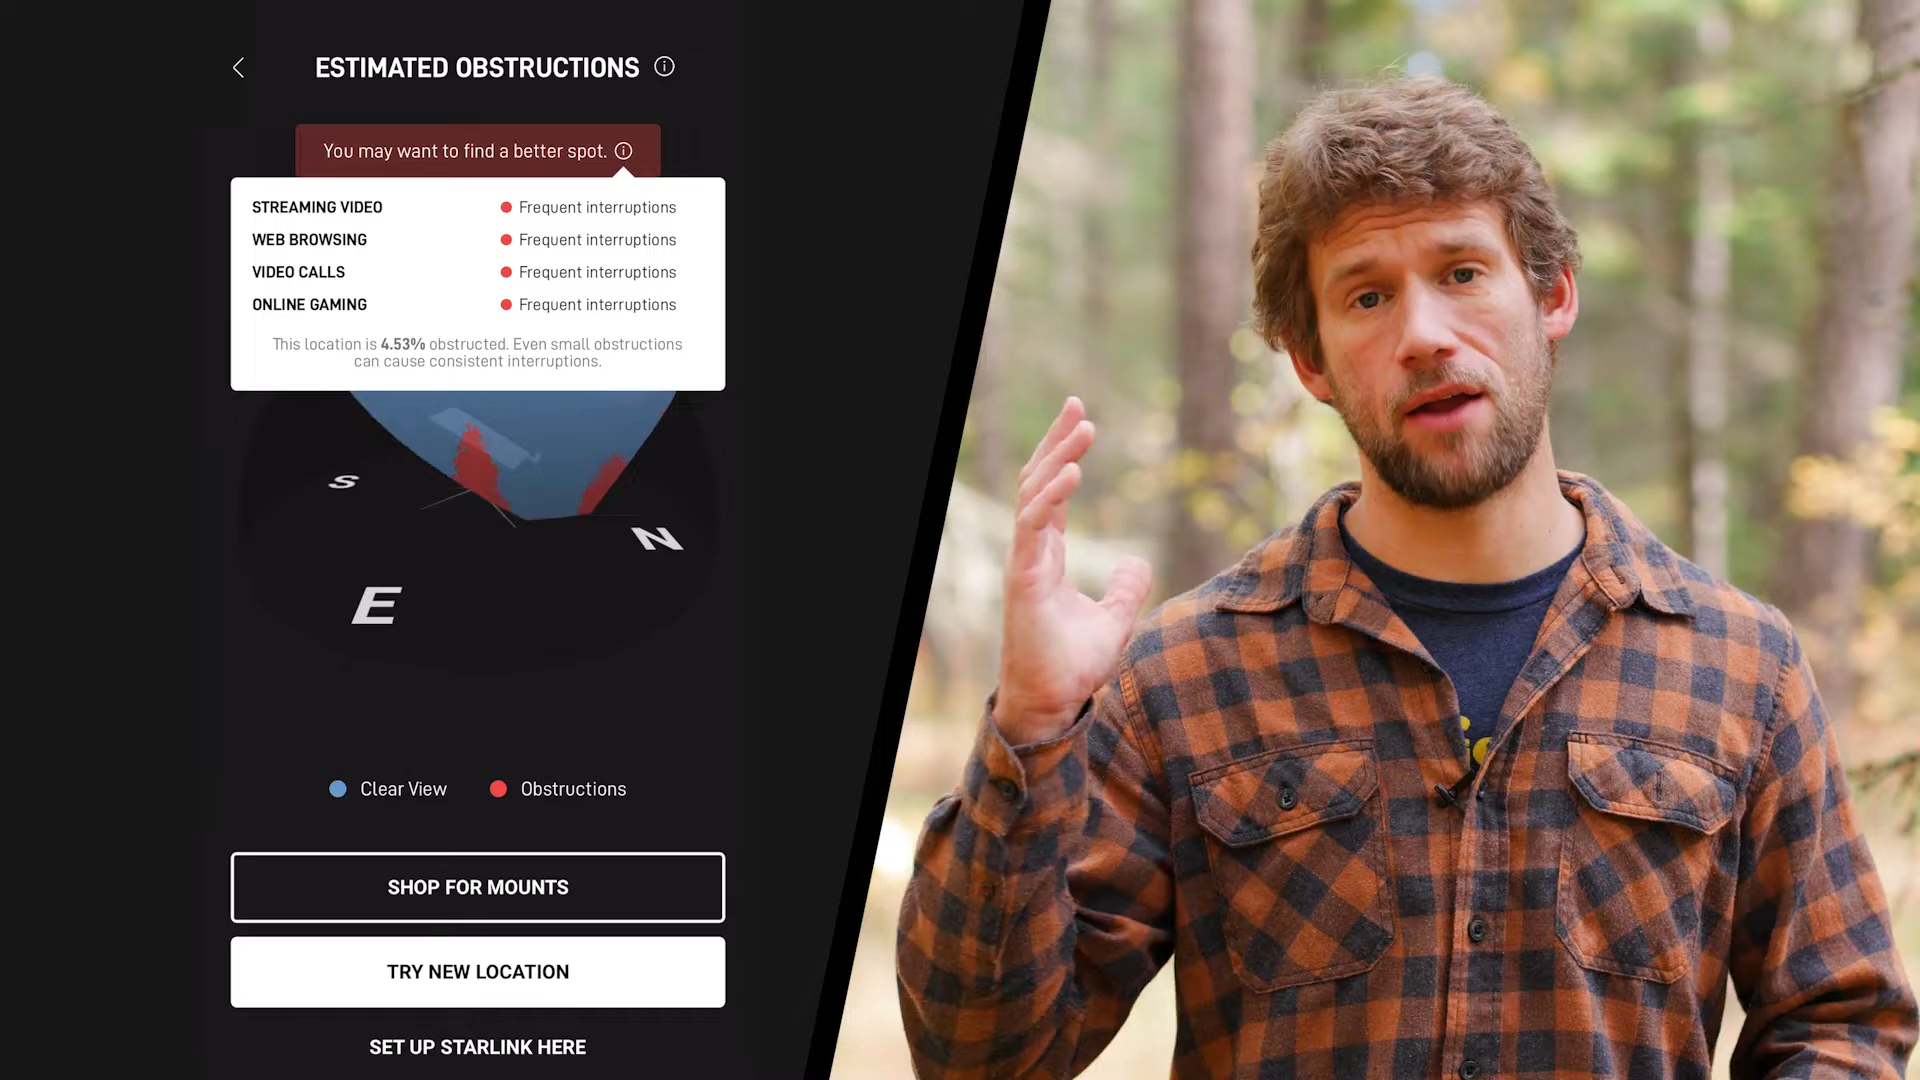 ESTIMATED OBSTRUCTIONS
You may want to find a better spot.
STREAMING VIDEO Frequent interruptions
WEB BROWSING Frequent interruptions
VIDEO CALLS Frequent interruptions
ONLINE GAMING Frequent interruptions
This location is 4.53% obstructed. Even small obstructions
can cause consistent interruptions.
S
N
E
Clear View Obstructions
SHOP FOR MOUNTS
TRY NEW LOCATION
SET UP STARLINK HERE